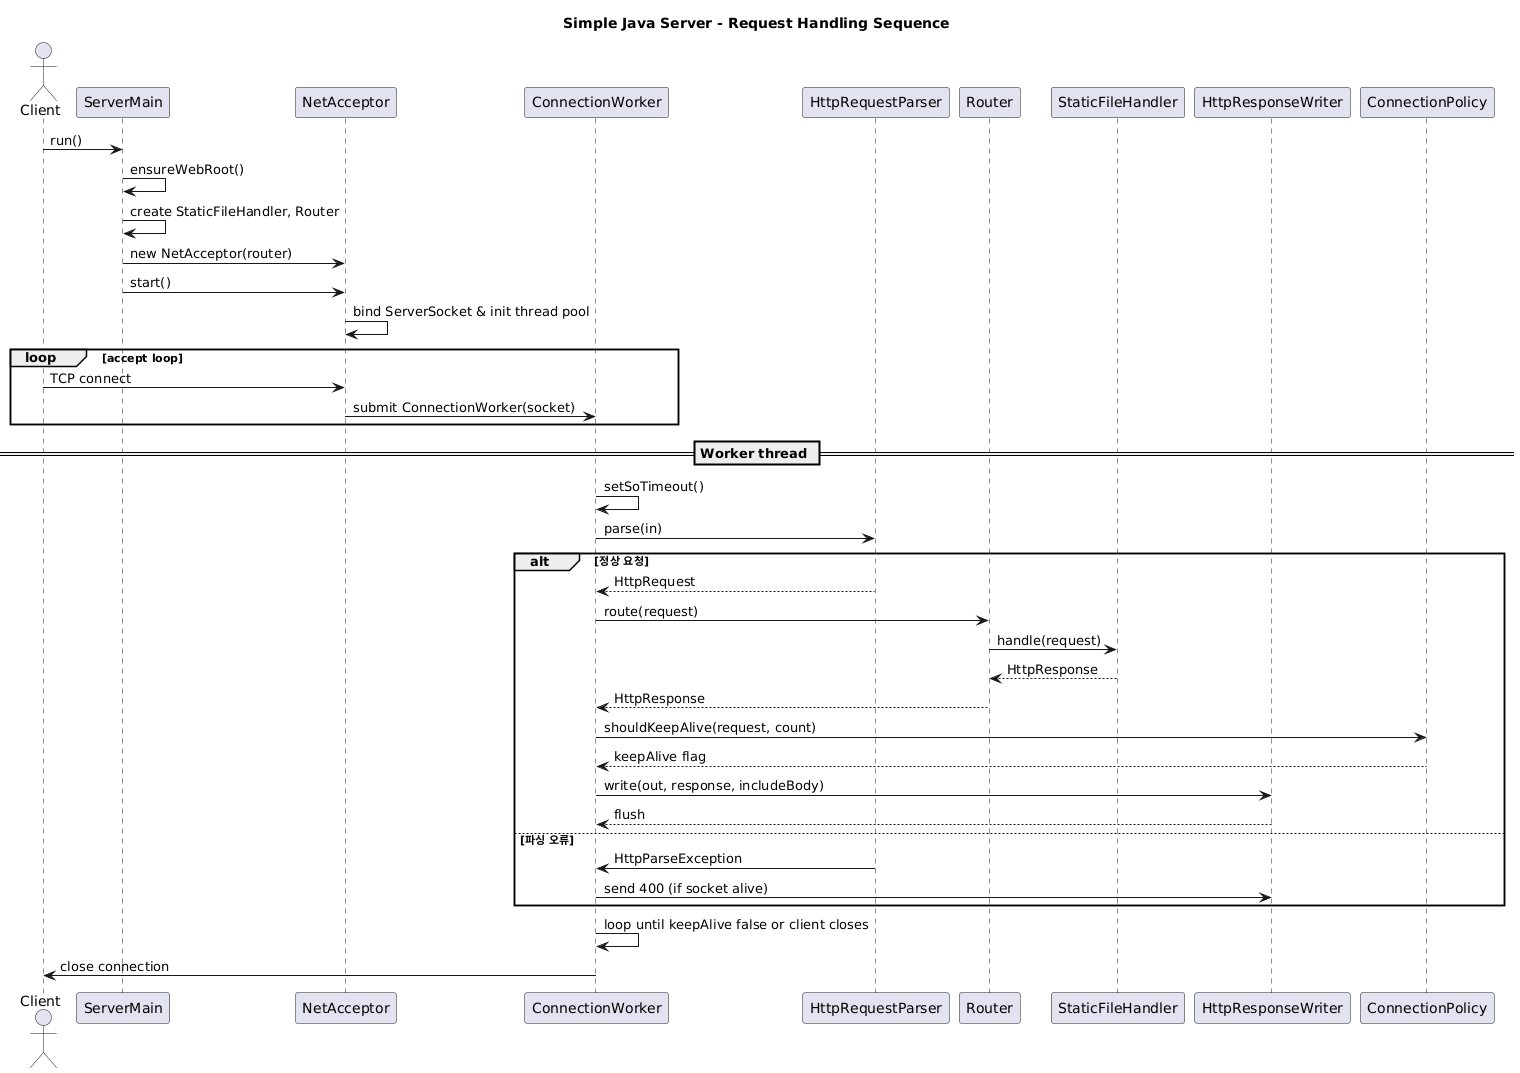 Simple Java Server - Request Handling Sequence
Client
ServerMain
NetAcceptor
ConnectionWorker
HttpRequestParser
Router
StaticFileHandler
HttpResponseWriter
ConnectionPolicy
run()
ensureWebRoot()
create StaticFileHandler, Router
new NetAcceptor(router)
start()
bind ServerSocket & init thread pool
loop [accept loop]
TCP connect
submit ConnectionWorker(socket)
Worker thread
setSoTimeout()
parse(in)
alt [정상 요청]
HttpRequest
route(request)
handle(request)
HttpResponse
HttpResponse
shouldKeepAlive(request, count)
keepAlive flag
write(out, response, includeBody)
flush
[파싱 오류]
HttpParseException
send 400 (if socket alive)
loop until keepAlive false or client closes
close connection
Client
ServerMain
NetAcceptor
ConnectionWorker
HttpRequestParser
Router
StaticFileHandler
HttpResponseWriter
ConnectionPolicy